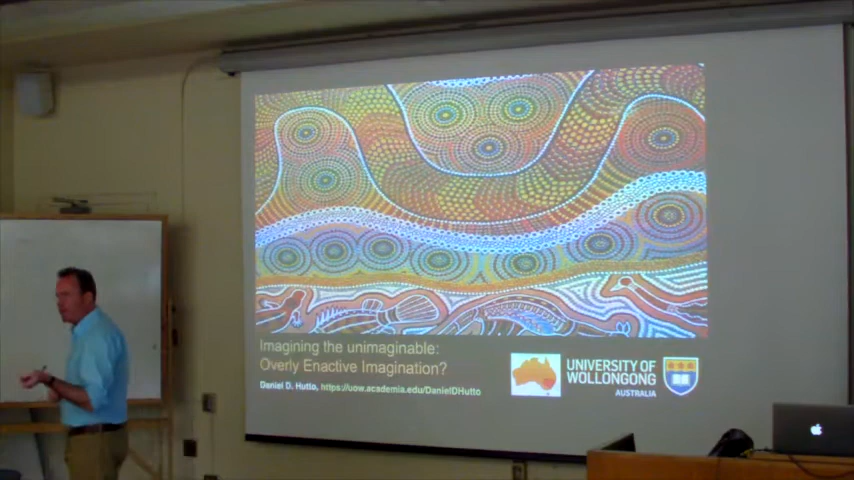 Imagining the unimaginable:
Overly Enactive Imagination?
Daniel D. Hutto, https://uow.academia.edu/DanielDHutto
UNIVERSITY OF
WOLLONGONG
AUSTRALIA